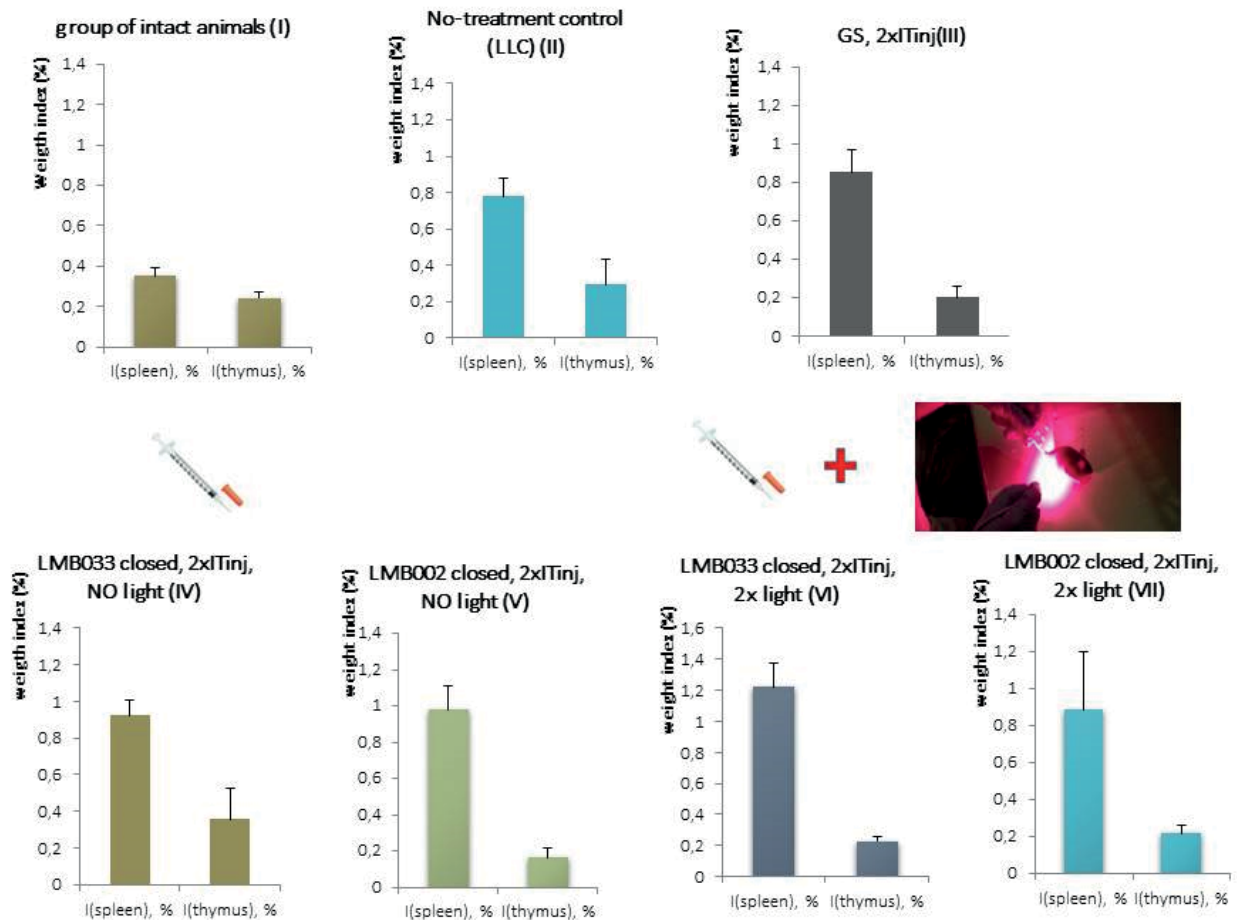 group of intact animals (I)
Weigth index (%)
1,4
1,2
1
0,8
0,6
0,4
0,2
0
I(spleen), % I(thymus), %
No-treatment control
(LLC) (II)
weight index (%)
1,4
1,2
1
0,8
0,6
0,4
0,2
0
I(spleen), % I(thymus), %
GS, 2xITinj(III)
weight index (%)
1,4
1,2
1
0,8
0,6
0,4
0,2
0
I(spleen), % I(thymus), %
LMB033 closed, 2xITinj,
NO light (IV)
weigth index (%)
1,4
1,2
1
0,8
0,6
0,4
0,2
0
I(spleen), % I(thymus), %
LMB002 closed, 2xITinj,
NO light (V)
weight index (%)
1,4
1,2
1
0,8
0,6
0,4
0,2
0
I(spleen), % I(thymus), %
LMB033 closed, 2xITinj,
2x light (VI)
weight index (%)
1,6
1,4
1,2
1
0,8
0,6
0,4
0,2
0
I(spleen), % I(thymus), %
LMB002 closed, 2xITinj,
2x light (VII)
weight index (%)
1,4
1,2
1
0,8
0,6
0,4
0,2
0
I(spleen), % I(thymus), %